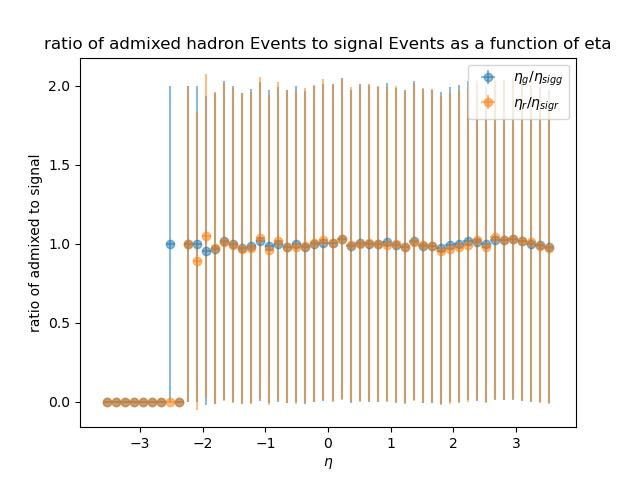 ratio of admixed hadron Events to signal Events as a function of eta
ratio of admixed to signal
2.0
1.5
1.0
0.5
0.0
η_g/η_sigg
η_r/η_sigr
−3
−2
−1
0
1
2
3
η